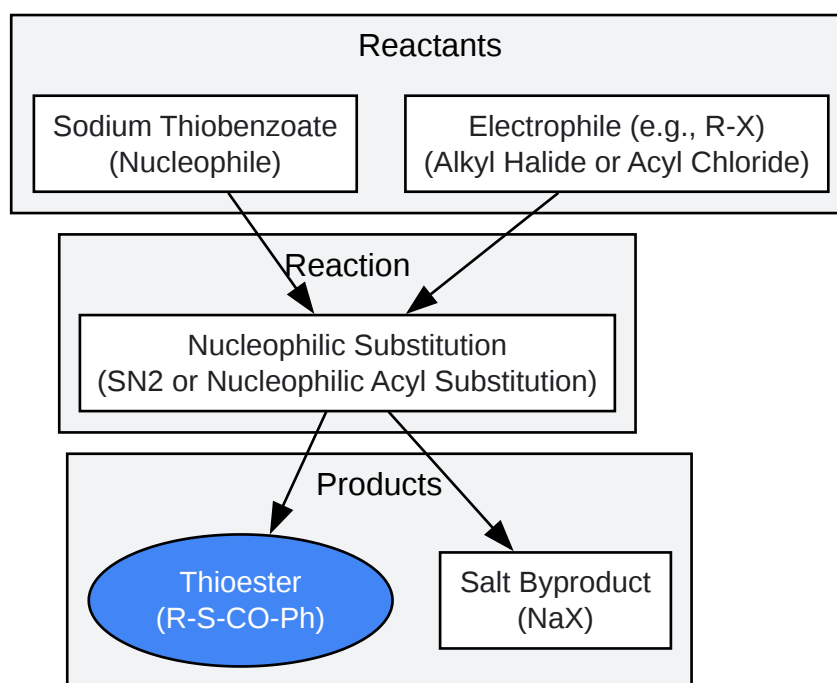 Reactants
Sodium Thiobenzoate
(Nucleophile)
Electrophile (e.g., R-X)
(Alkyl Halide or Acyl Chloride)
Reaction
Nucleophilic Substitution
(SN2 or Nucleophilic Acyl Substitution)
Products
Thioester
(R-S-CO-Ph)
Salt Byproduct
(NaX)